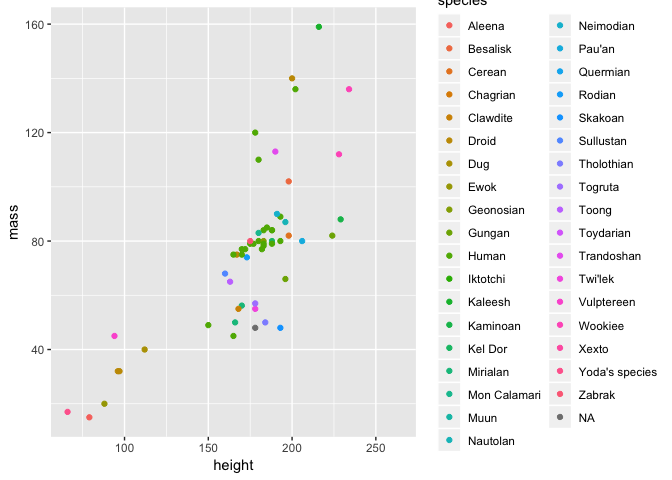 species
160
120
80
40
mass
100
150
200
250
height
Aleena
Besalisk
Cerean
Chagrian
Clawdite
Droid
Dug
Ewok
Geonosian
Gungan
Human
Iktotchi
Kaleesh
Kaminoan
Kel Dor
Mirialan
Mon Calamari
Muun
Nautolan
Neimodian
Pau'an
Quermian
Rodian
Skakoan
Sullustan
Tholothian
Togruta
Toong
Toydarian
Trandoshan
Twi'lek
Vulptereen
Wookiee
Xexto
Yoda's species
Zabrak
NA